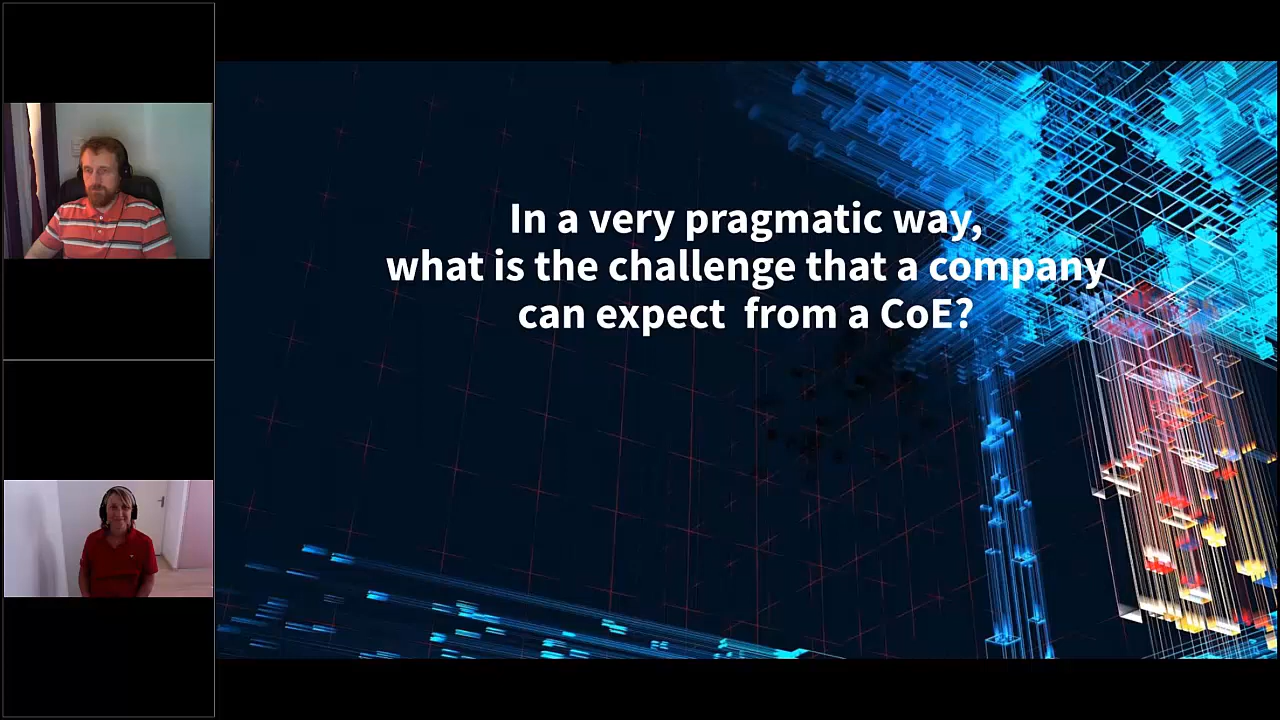 In a very pragmatic way,
what is the challenge that a company
can expect  from a CoE?